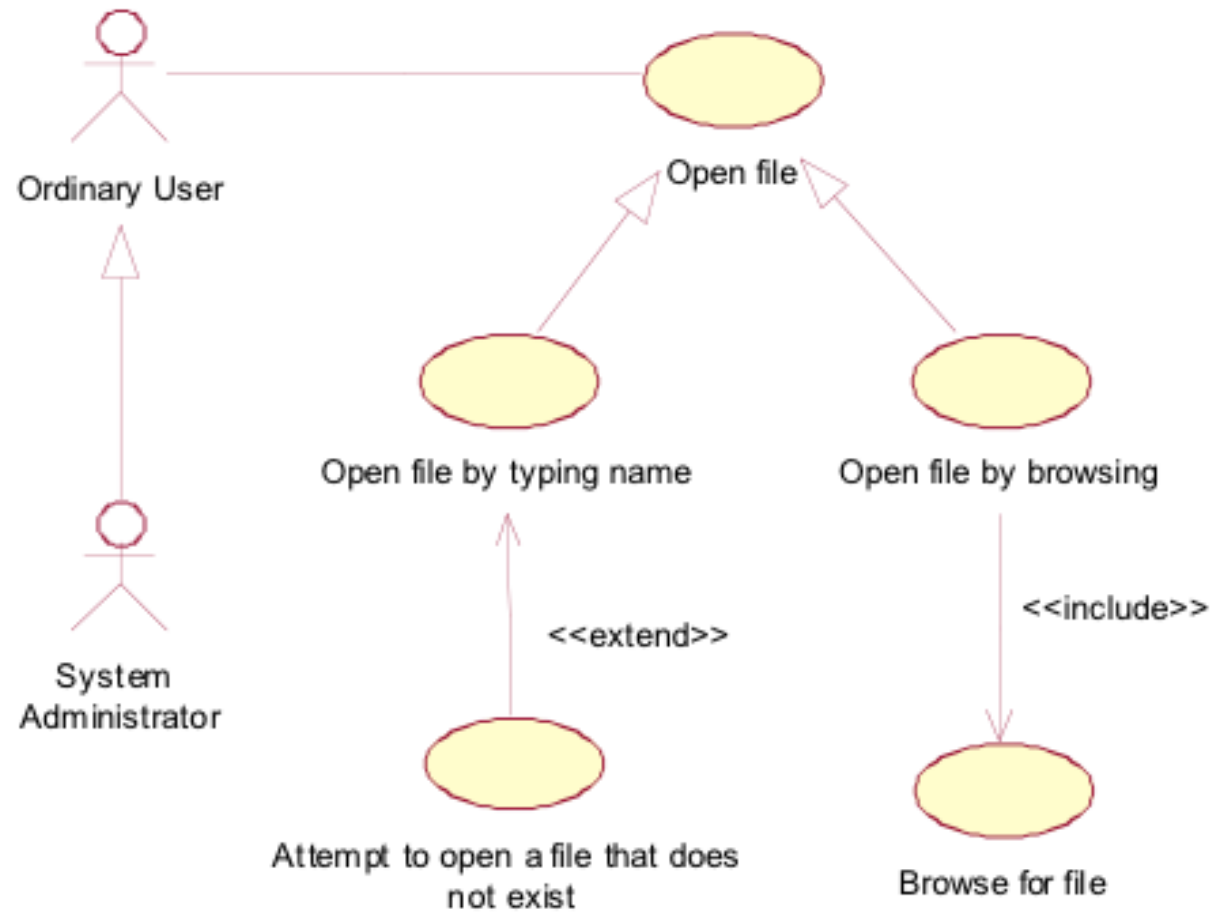 Open file
Ordinary User
Open file by typing name
Open file by browsing
<<include>>
<<extend>>
System
Administrator
Attempt to open a file that does
not exist
Browse for file